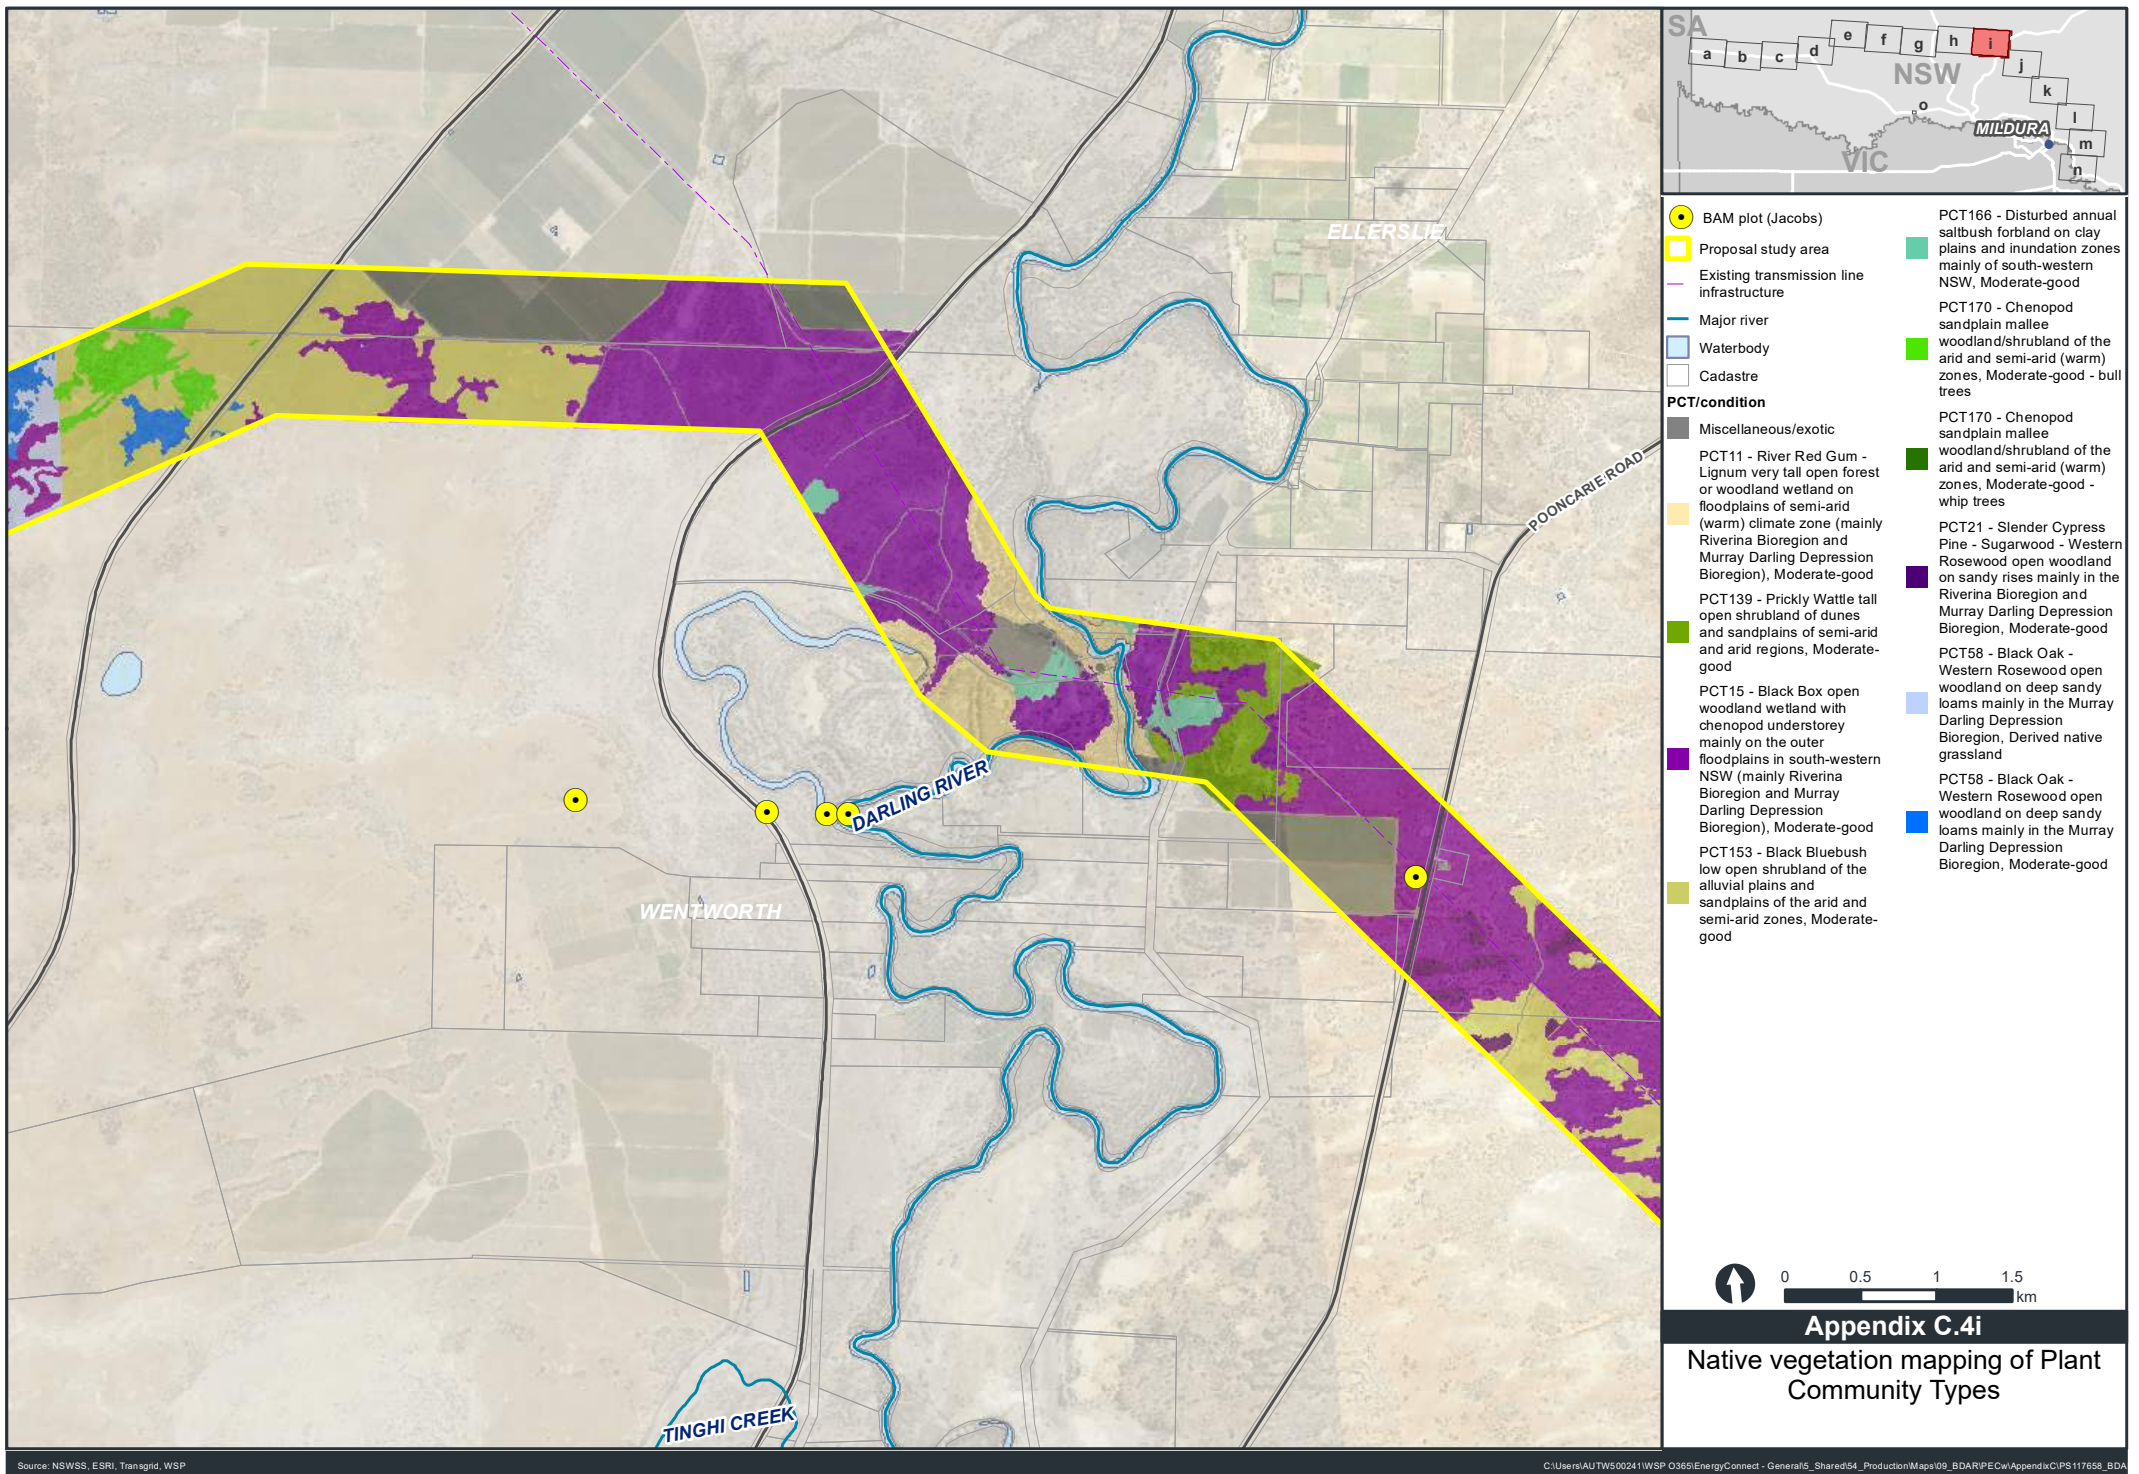 ELLERSLIE
POONCARIE ROAD
DARLING RIVER
WENTWORTH
TINGHI CREEK
SA
a b c d e f g h i
NSW
j
k
o
l
MILDURA
m
VIC
n
BAM plot (Jacobs)
Proposal study area
Existing transmission line
infrastructure
Major river
Waterbody
Cadastre
PCT/condition
Miscellaneous/exotic
PCT11 - River Red Gum -
Lignum very tall open forest
or woodland wetland on
floodplains of semi-arid
(warm) climate zone (mainly
Riverina Bioregion and
Murray Darling Depression
Bioregion), Moderate-good
PCT139 - Prickly Wattle tall
open shrubland of dunes
and sandplains of semi-arid
and arid regions, Moderate-
good
PCT15 - Black Box open
woodland wetland with
chenopod understorey
mainly on the outer
floodplains in south-western
NSW (mainly Riverina
Bioregion and Murray
Darling Depression
Bioregion), Moderate-good
PCT153 - Black Bluebush
low open shrubland of the
alluvial plains and
sandplains of the arid and
semi-arid zones, Moderate-
good
PCT166 - Disturbed annual
saltbush forbland on clay
plains and inundation zones
mainly of south-western
NSW, Moderate-good
PCT170 - Chenopod
sandplain mallee
woodland/shrubland of the
arid and semi-arid (warm)
zones, Moderate-good - bull
trees
PCT170 - Chenopod
sandplain mallee
woodland/shrubland of the
arid and semi-arid (warm)
zones, Moderate-good -
whip trees
PCT21 - Slender Cypress
Pine - Sugarwood - Western
Rosewood open woodland
on sandy rises mainly in the
Riverina Bioregion and
Murray Darling Depression
Bioregion, Moderate-good
PCT58 - Black Oak -
Western Rosewood open
woodland on deep sandy
loams mainly in the Murray
Darling Depression
Bioregion, Derived native
grassland
PCT58 - Black Oak -
Western Rosewood open
woodland on deep sandy
loams mainly in the Murray
Darling Depression
Bioregion, Moderate-good
0 0.5 1 1.5
km
Appendix C.4i
Native vegetation mapping of Plant
Community Types
Source: NSWSS, ESRI, Transgrid, WSP
C:\Users\AUTW500241\WSP O365\EnergyConnect - General\5_Shared\54_Production\Maps\09_BDAR\PECw\AppendixC\PS117658_BDA